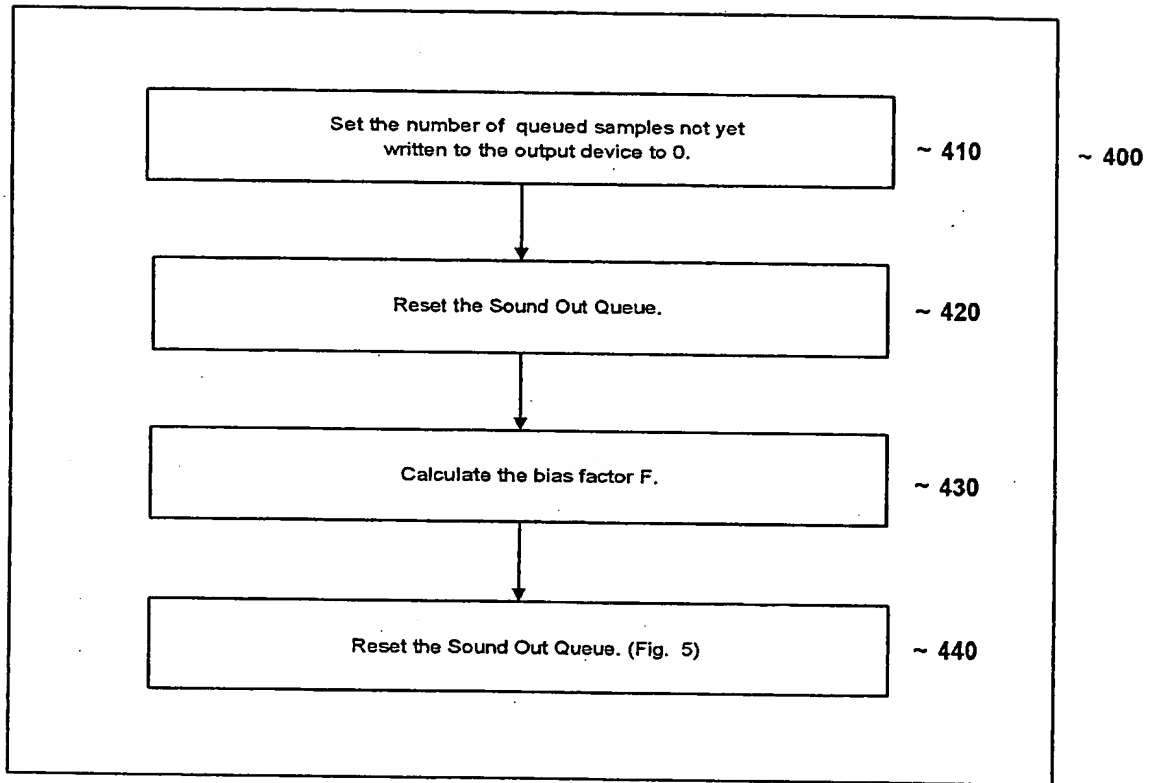 Set the number of queued samples not yet
written to the output device to 0.
~ 410
~ 400
Reset the Sound Out Queue.
~ 420
Calculate the bias factor F.
~ 430
Reset the Sound Out Queue. (Fig. 5)
~ 440